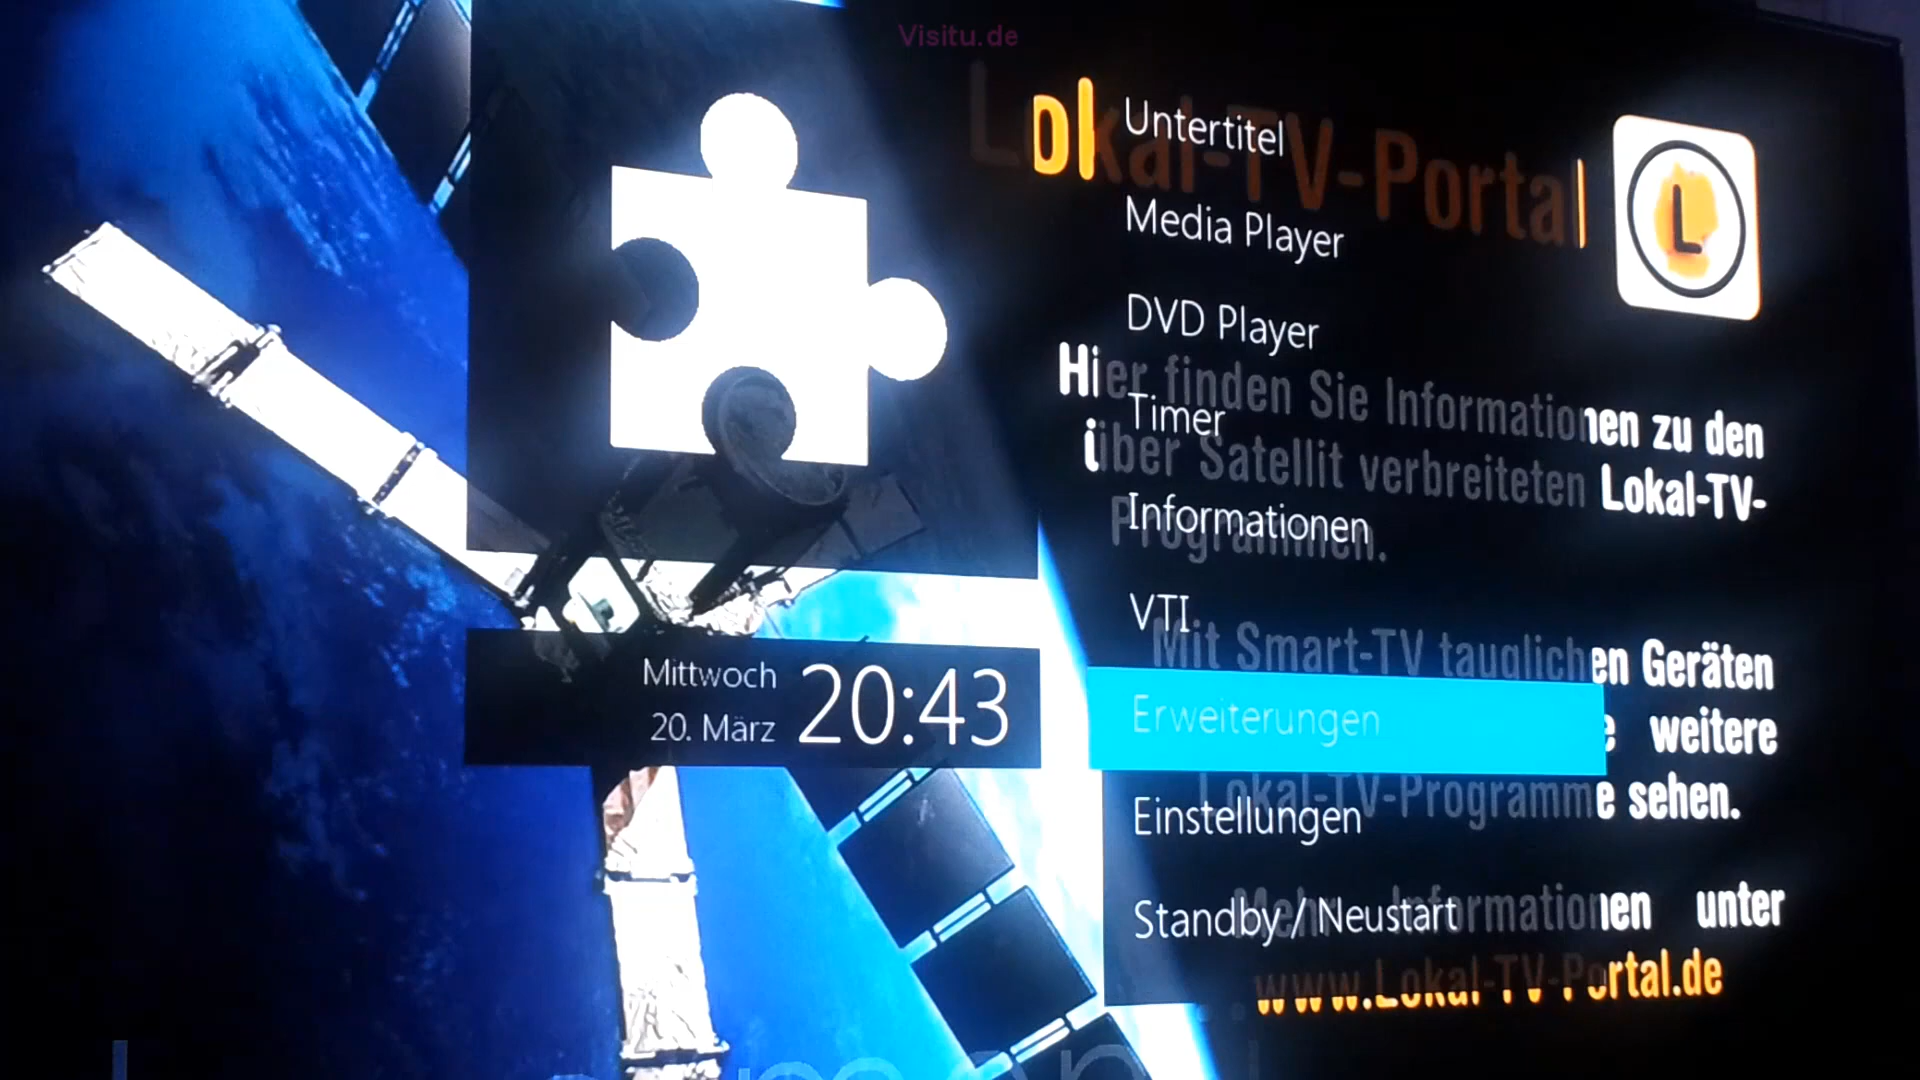 Visitu.de
Lokal-TV-Portal
L
Untertitel
Media Player
DVD Player
Timer
Informationen
VTI
Erweiterungen
Einstellungen
Standby / Neustart
Mittwoch
20. März
20:43
Hier finden Sie Informationen zu den
über Satellit verbreiteten Lokal-TV-
Programmen.
Mit Smart-TV tauglichen Geräten
weitere
Lokal-TV-Programme sehen.
Mehr Informationen unter
www.Lokal-TV-Portal.de